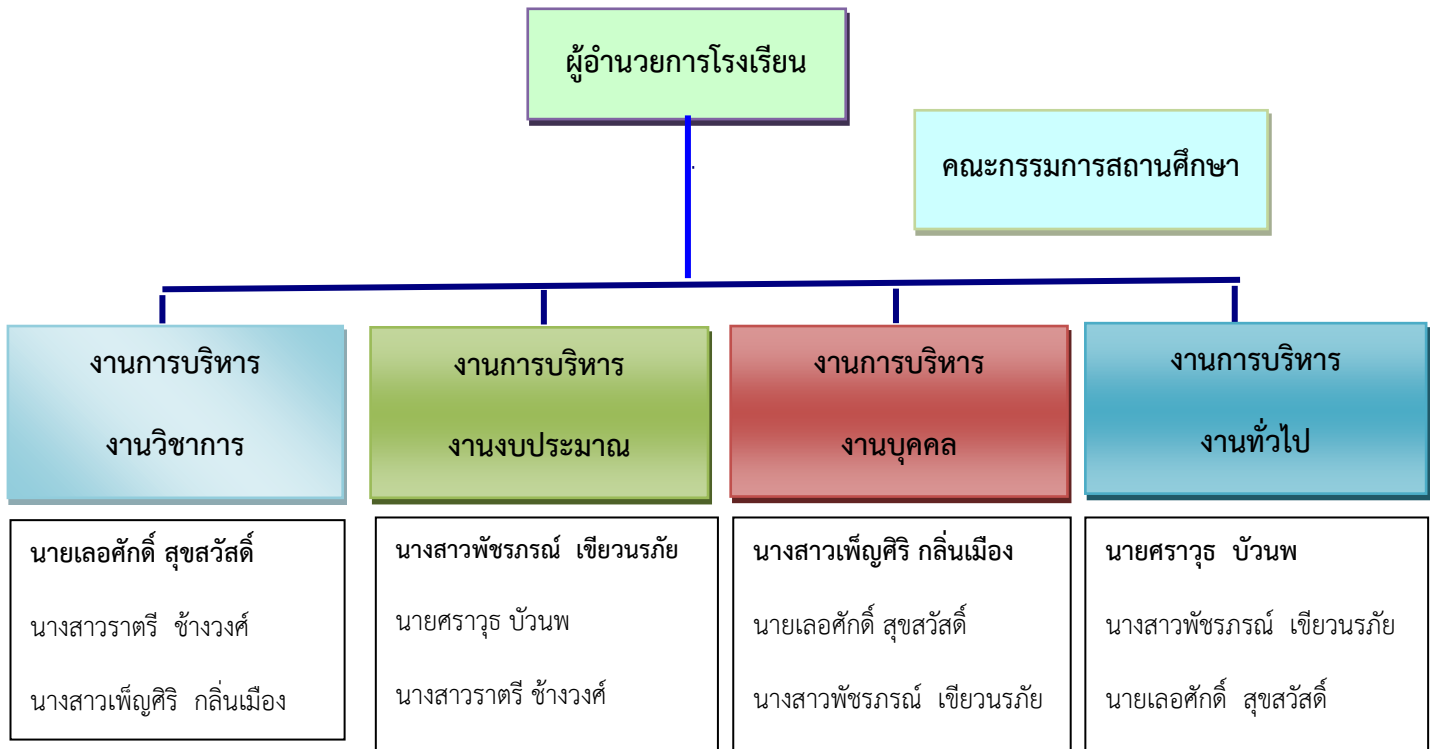 ผู้อำนวยการโรงเรียน
คณะกรรมการสถานศึกษา
งานการบริหาร
งานวิชาการ
งานการบริหาร
งานงบประมาณ
งานการบริหาร
งานบุคคล
งานการบริหาร
งานทั่วไป
นายเลอศักดิ์ สุขสวัสดิ์
นางสาวราตรี ช้างวงศ์
นางสาวเพ็ญศิริ กลิ่นเมือง
นางสาวพัชรภรณ์ เขียวนรภัย
นายศราวุธ บัวนพ
นางสาวราตรี ช้างวงศ์
นางสาวเพ็ญศิริ กลิ่นเมือง
นายเลอศักดิ์ สุขสวัสดิ์
นางสาวพัชรภรณ์ เขียวนรภัย
นายศราวุธ บัวนพ
นางสาวพัชรภรณ์ เขียวนรภัย
นายเลอศักดิ์ สุขสวัสดิ์